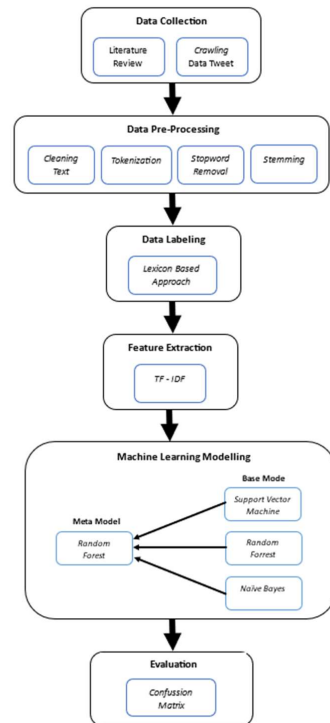 Data Collection
Literature
Review
Crawling
Data Tweet
Data Pre-Processing
Cleaning
Text
Tokenization
Stopword
Removal
Stemming
Data Labeling
Lexicon Based
Approach
Feature Extraction
TF - IDF
Machine Learning Modelling
Base Mode
Support Vector
Machine
Meta Model
Random
Forest
Random
Forrest
Naïve Bayes
Evaluation
Confussion
Matrix